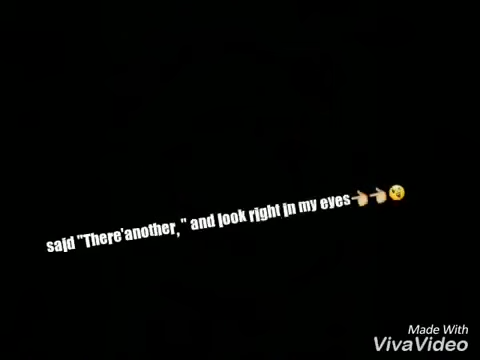 said "There'another," and look right in my eyes👈🏼👈🏼😘
Made With
VivaVideo